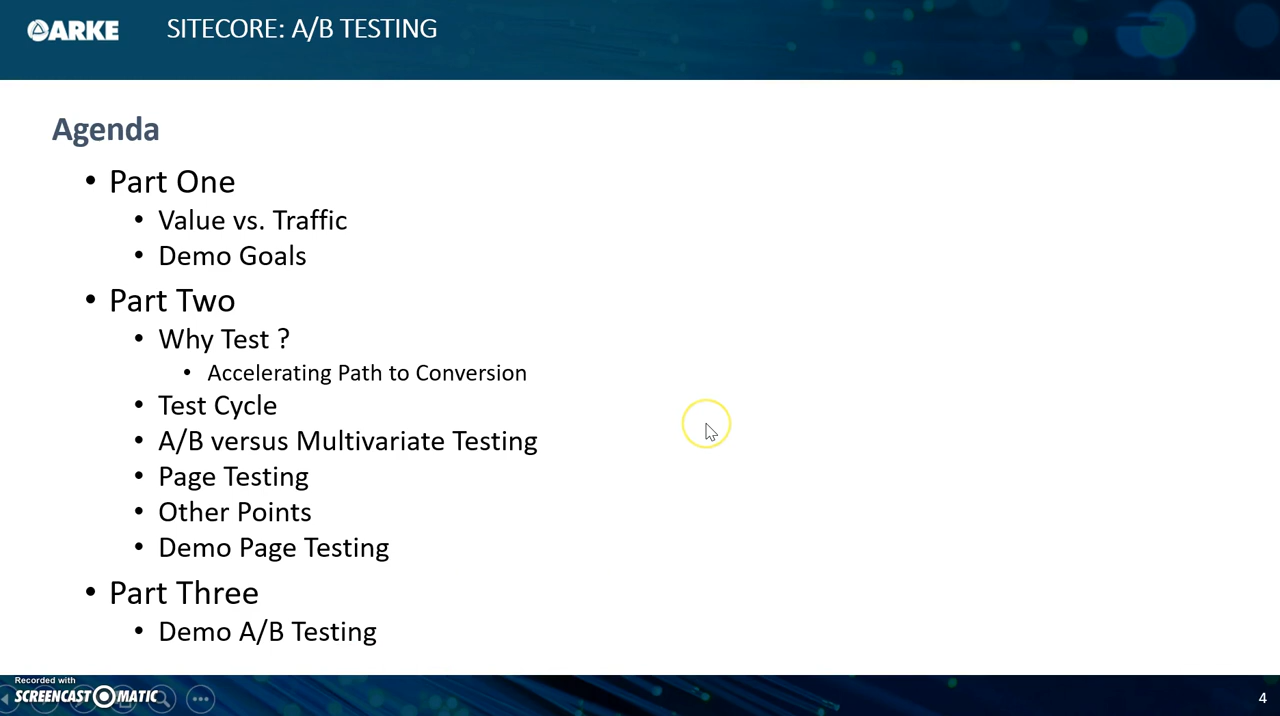 ARKE
SITECORE: A/B TESTING
Agenda
• Part One
• Value vs. Traffic
• Demo Goals
• Part Two
• Why Test ?
• Accelerating Path to Conversion
• Test Cycle
• A/B versus Multivariate Testing
• Page Testing
• Other Points
• Demo Page Testing
• Part Three
• Demo A/B Testing
Recorded with
SCREENCAST MATIC
4